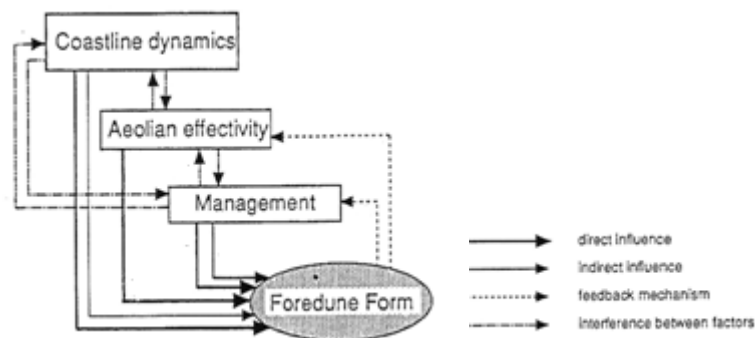 Coastline dynamics
Aeolian effectivity
Management
Foredune Form
direct influence
indirect influence
feedback mechanism
interference between factors